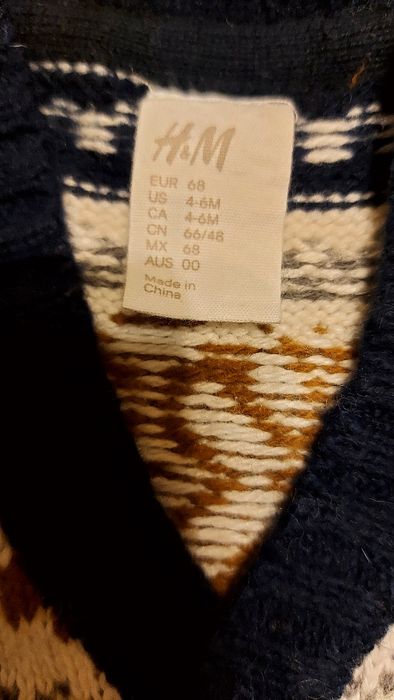 H&M
EUR 68
US 4-6M
CA 4-6M
CN 66/48
MX 68
AUS 00
Made in
China